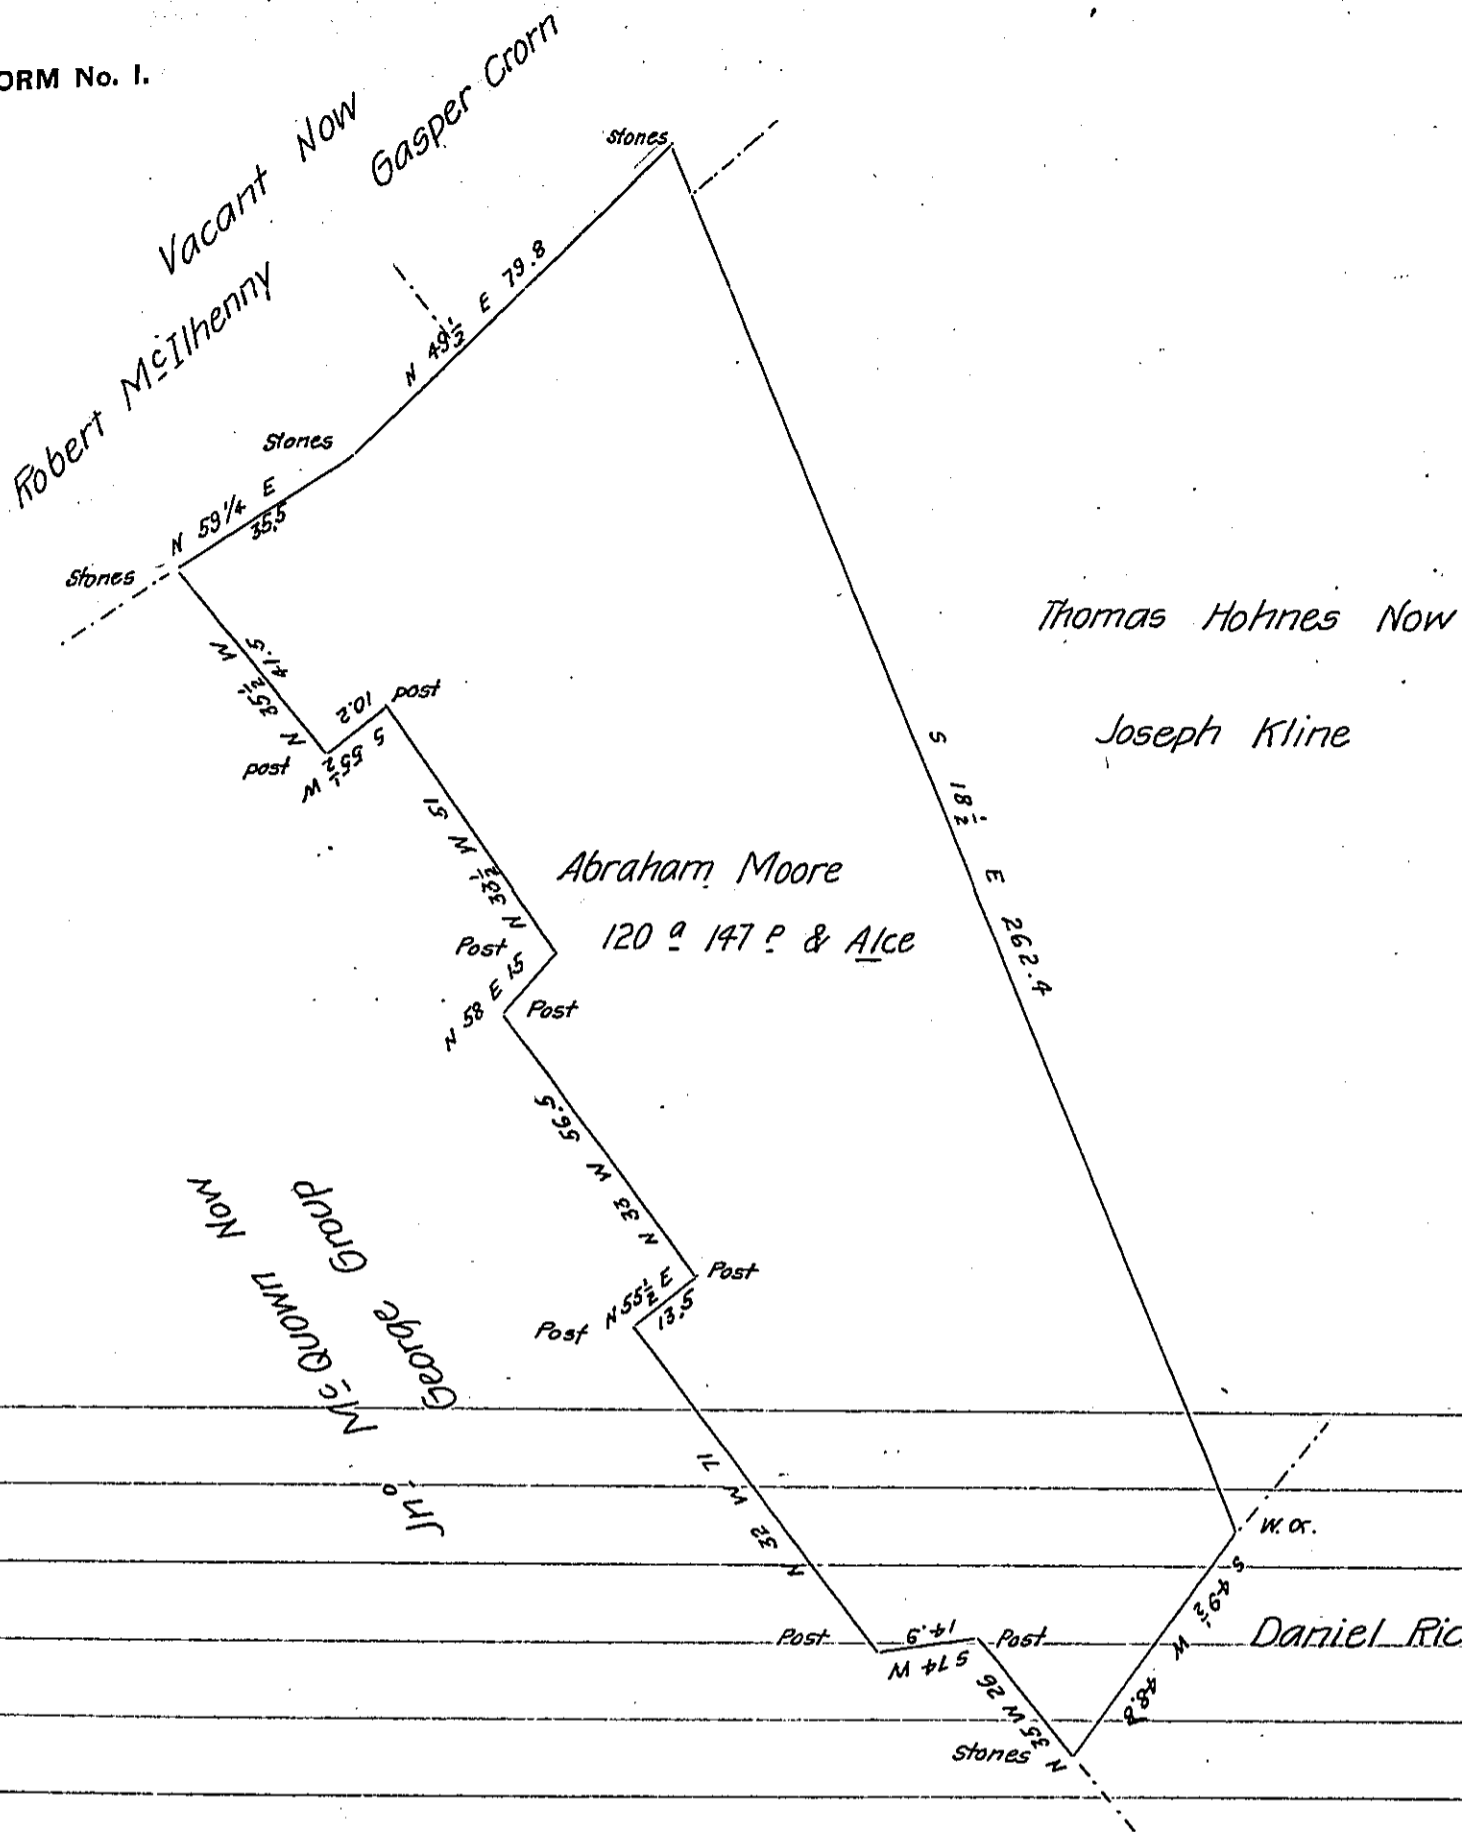 ORM No. 1.
Vacant Now
Gasper Crorn
Robert McIlhenny
Stones
N 49½ E 79.8
Stones
N 59¼ E
35.5
Stones
N 35½ W
41.5
post
10.2
S 55½ W
post
N 33½ W 51
Abraham Moore
120 a 147 P & Alce
Thomas Hohnes Now
Joseph Kline
S 18½ E 262.4
Post
N 58 E 15
Post
N 33 W 56.5
Post
N 55½ E
13.5
Post
Jno McQuown Now
George Group
N 32 W 71
Post
14.9
S 74 W
Post
N 35 W 26
Stones
W. O.
S 49½ W 48.8
Daniel Ric